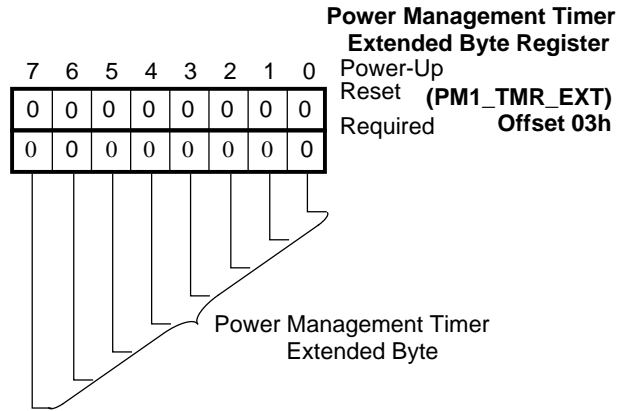 Power Management Timer
Extended Byte Register
7 6 5 4 3 2 1 0 Power-Up
0 0 0 0 0 0 0 0 Reset (PM1_TMR_EXT)
0 0 0 0 0 0 0 0 Required Offset 03h
Power Management Timer
Extended Byte